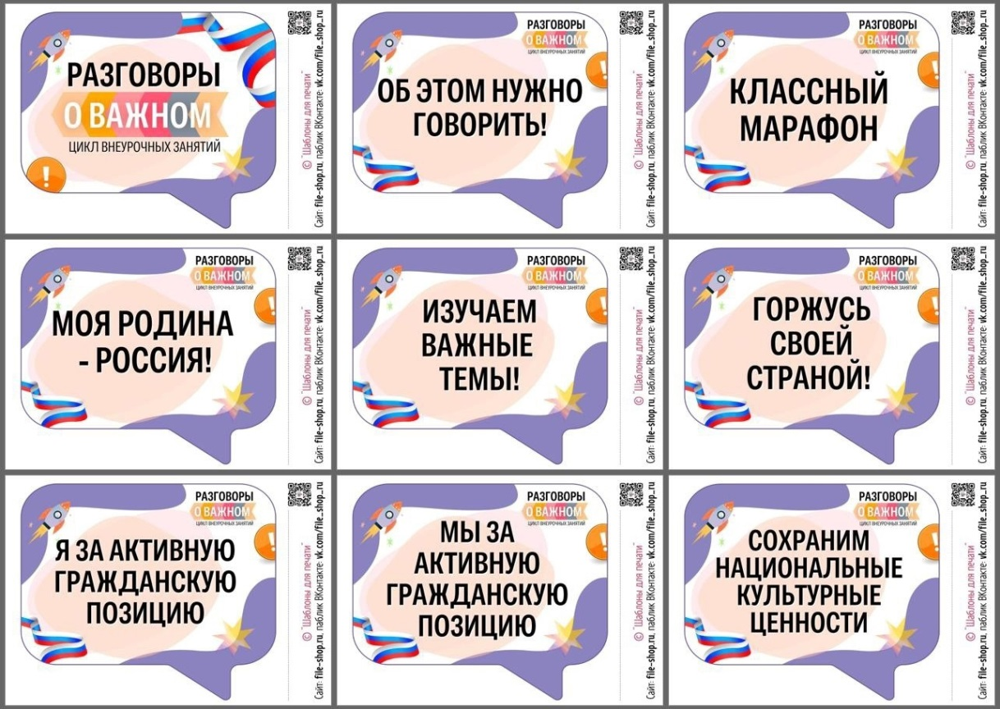 РАЗГОВОРЫ
О ВАЖНОМ
ЦИКЛ ВНЕУРОЧНЫХ ЗАНЯТИЙ
!
© "Шаблоны для печати"
Сайт: file-shop.ru, паблик ВКонтакте: vk.com/file_shop_ru
РАЗГОВОРЫ
О ВАЖНОМ
ЦИКЛ ВНЕУРОЧНЫХ ЗАНЯТИЙ
!
ОБ ЭТОМ НУЖНО
ГОВОРИТЬ!
© "Шаблоны для печати"
Сайт: file-shop.ru, паблик ВКонтакте: vk.com/file_shop_ru
РАЗГОВОРЫ
О ВАЖНОМ
ЦИКЛ ВНЕУРОЧНЫХ ЗАНЯТИЙ
!
КЛАССНЫЙ
МАРАФОН
© "Шаблоны для печати"
Сайт: file-shop.ru, паблик ВКонтакте: vk.com/file_shop_ru
РАЗГОВОРЫ
О ВАЖНОМ
ЦИКЛ ВНЕУРОЧНЫХ ЗАНЯТИЙ
!
МОЯ РОДИНА
- РОССИЯ!
© "Шаблоны для печати"
Сайт: file-shop.ru, паблик ВКонтакте: vk.com/file_shop_ru
РАЗГОВОРЫ
О ВАЖНОМ
ЦИКЛ ВНЕУРОЧНЫХ ЗАНЯТИЙ
!
ИЗУЧАЕМ
ВАЖНЫЕ
ТЕМЫ!
© "Шаблоны для печати"
Сайт: file-shop.ru, паблик ВКонтакте: vk.com/file_shop_ru
РАЗГОВОРЫ
О ВАЖНОМ
ЦИКЛ ВНЕУРОЧНЫХ ЗАНЯТИЙ
!
ГОРЖУСЬ
СВОЕЙ
СТРАНОЙ!
© "Шаблоны для печати"
Сайт: file-shop.ru, паблик ВКонтакте: vk.com/file_shop_ru
РАЗГОВОРЫ
О ВАЖНОМ
ЦИКЛ ВНЕУРОЧНЫХ ЗАНЯТИЙ
!
Я ЗА АКТИВНУЮ
ГРАЖДАНСКУЮ
ПОЗИЦИЮ
© "Шаблоны для печати"
Сайт: file-shop.ru, паблик ВКонтакте: vk.com/file_shop_ru
РАЗГОВОРЫ
О ВАЖНОМ
ЦИКЛ ВНЕУРОЧНЫХ ЗАНЯТИЙ
!
МЫ ЗА
АКТИВНУЮ
ГРАЖДАНСКУЮ
ПОЗИЦИЮ
© "Шаблоны для печати"
Сайт: file-shop.ru, паблик ВКонтакте: vk.com/file_shop_ru
РАЗГОВОРЫ
О ВАЖНОМ
ЦИКЛ ВНЕУРОЧНЫХ ЗАНЯТИЙ
!
СОХРАНИМ
НАЦИОНАЛЬНЫЕ
КУЛЬТУРНЫЕ
ЦЕННОСТИ
© "Шаблоны для печати"
Сайт: file-shop.ru, паблик ВКонтакте: vk.com/file_shop_ru